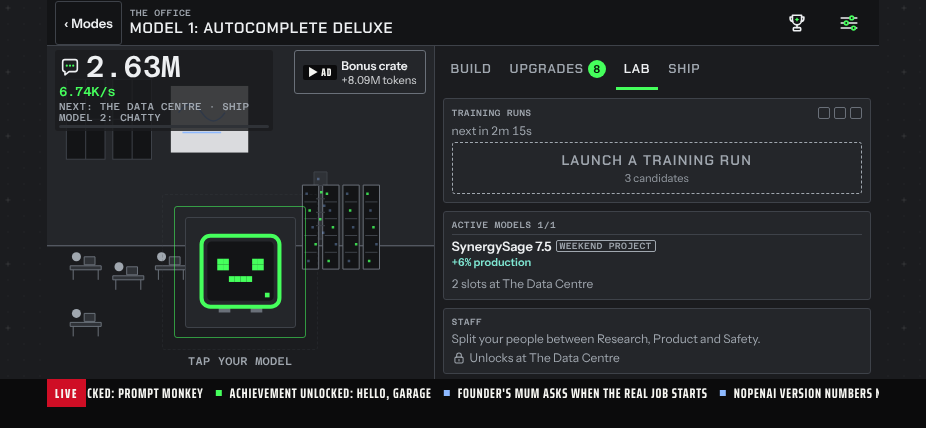 ‹ Modes
THE OFFICE
MODEL 1: AUTOCOMPLETE DELUXE
2.63M
6.74K/s
NEXT: THE DATA CENTRE · SHIP
MODEL 2: CHATTY
AD
Bonus crate
+8.09M tokens
TAP YOUR MODEL
BUILD
UPGRADES 8
LAB
SHIP
TRAINING RUNS
next in 2m 15s
LAUNCH A TRAINING RUN
3 candidates
ACTIVE MODELS 1/1
SynergySage 7.5 WEEKEND PROJECT
+6% production
2 slots at The Data Centre
STAFF
Split your people between Research, Product and Safety.
Unlocks at The Data Centre
LIVE CKED: PROMPT MONKEY ACHIEVEMENT UNLOCKED: HELLO, GARAGE FOUNDER'S MUM ASKS WHEN THE REAL JOB STARTS NOPENAI VERSION NUMBERS